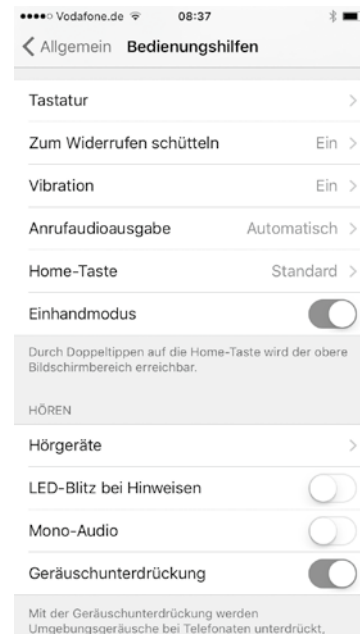 Vodafone.de 08:37
Allgemein Bedienungshilfen
Tastatur
Zum Widerrufen schütteln Ein
Vibration Ein
Anrufaudioausgabe Automatisch
Home-Taste Standard
Einhandmodus
Durch Doppeltippen auf die Home-Taste wird der obere
Bildschirmbereich erreichbar.
HÖREN
Hörgeräte
LED-Blitz bei Hinweisen
Mono-Audio
Geräuschunterdrückung
Mit der Geräuschunterdrückung werden
Umgebungsgeräusche bei Telefonaten unterdrückt,